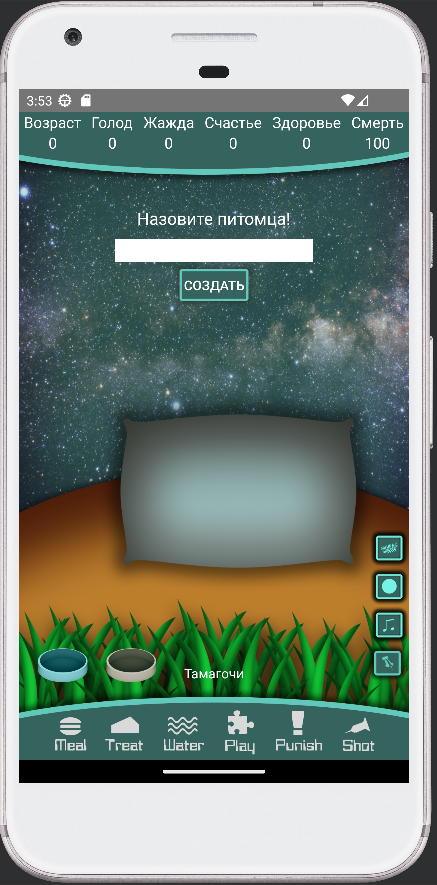 3:53
Возраст Голод Жажда Счастье Здоровье Смерть
0 0 0 0 0 100
Назовите питомца!
СОЗДАТЬ
Тамагочи
Meal Treat Water Play Punish Shot